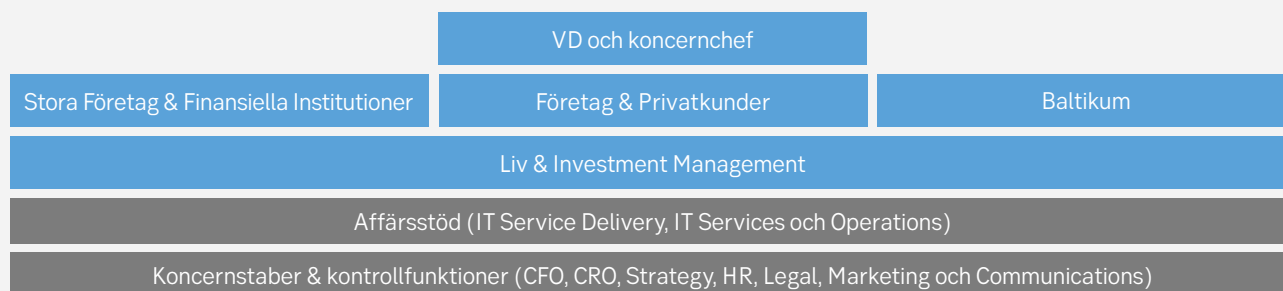 VD och koncernchef
Stora Företag & Finansiella Institutioner
Företag & Privatkunder
Baltikum
Liv & Investment Management
Affärsstöd (IT Service Delivery, IT Services och Operations)
Koncernstaber & kontrollfunktioner (CFO, CRO, Strategy, HR, Legal, Marketing och Communications)